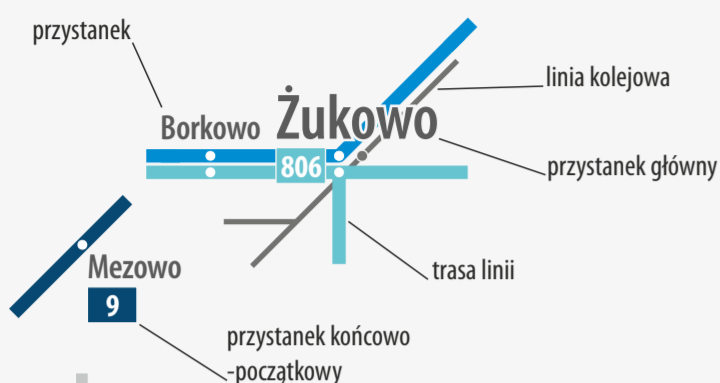 przystanek
linia kolejowa
Borkowo
Żukowo
806
przystanek główny
Mezowo
trasa linii
9
przystanek końcowo
-początkowy